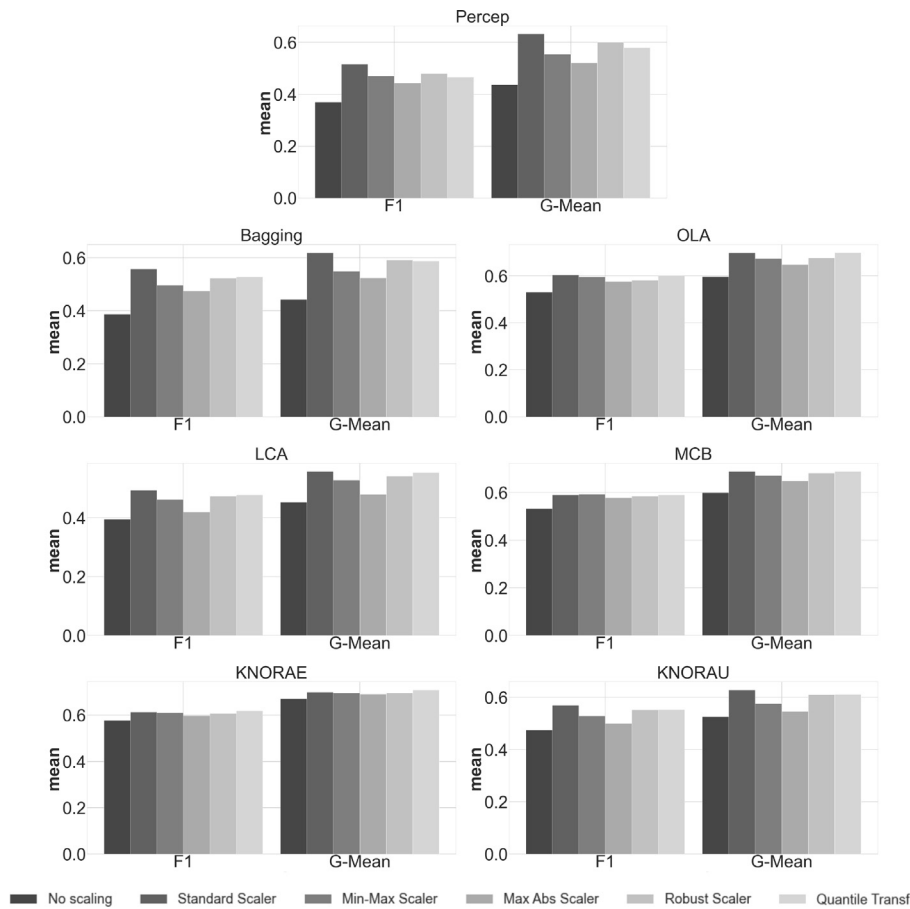 Percep
mean
0.6
0.4
0.2
0.0
F1 G-Mean
Bagging
mean
0.6
0.4
0.2
0.0
F1 G-Mean
OLA
mean
0.6
0.4
0.2
0.0
F1 G-Mean
LCA
mean
0.4
0.2
0.0
F1 G-Mean
MCB
mean
0.6
0.4
0.2
0.0
F1 G-Mean
KNORAE
mean
0.6
0.4
0.2
0.0
F1 G-Mean
KNORAU
mean
0.6
0.4
0.2
0.0
F1 G-Mean
No scaling Standard Scaler Min-Max Scaler Max Abs Scaler Robust Scaler Quantile Transf